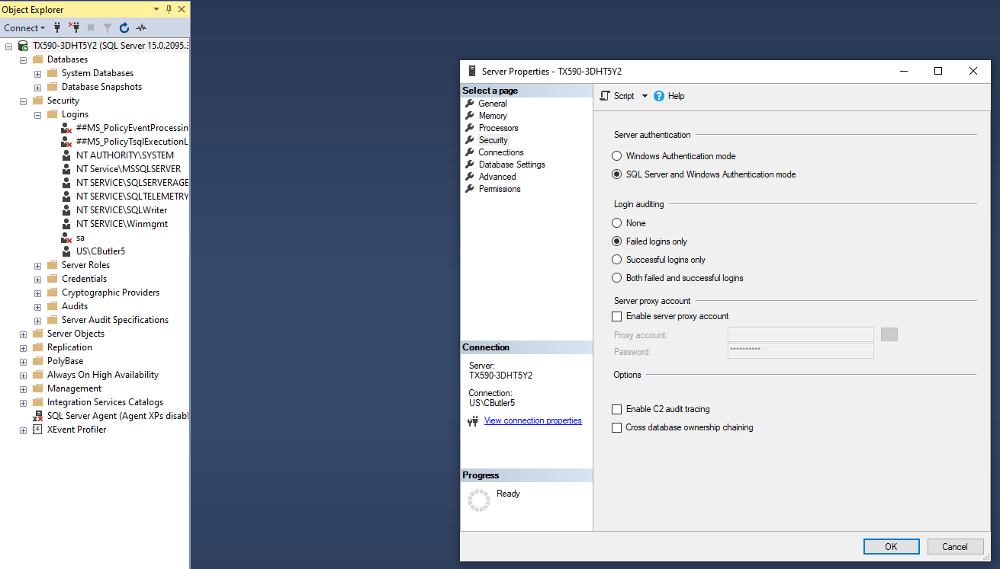 Object Explorer
Connect
TX590-3DHT5Y2 (SQL Server 15.0.2095.3
Databases
System Databases
Database Snapshots
Security
Logins
##MS_PolicyEventProcessin
##MS_PolicyTsqlExecutionL
NT AUTHORITY\SYSTEM
NT Service\MSSQLSERVER
NT SERVICE\SQLSERVERAGE
NT SERVICE\SQLTELEMETRY
NT SERVICE\SQLWriter
NT SERVICE\Winmgmt
sa
US\CButler5
Server Roles
Credentials
Cryptographic Providers
Audits
Server Audit Specifications
Server Objects
Replication
PolyBase
Always On High Availability
Management
Integration Services Catalogs
SQL Server Agent (Agent XPs disabl
XEvent Profiler
Server Properties - TX590-3DHT5Y2
Select a page
General
Memory
Processors
Security
Connections
Database Settings
Advanced
Permissions
Connection
Server:
TX590-3DHT5Y2
Connection:
US\CButler5
View connection properties
Progress
Ready
Script
Help
Server authentication
Windows Authentication mode
SQL Server and Windows Authentication mode
Login auditing
None
Failed logins only
Successful logins only
Both failed and successful logins
Server proxy account
Enable server proxy account
Proxy account:
...
Password: **********
Options
Enable C2 audit tracing
Cross database ownership chaining
OK
Cancel